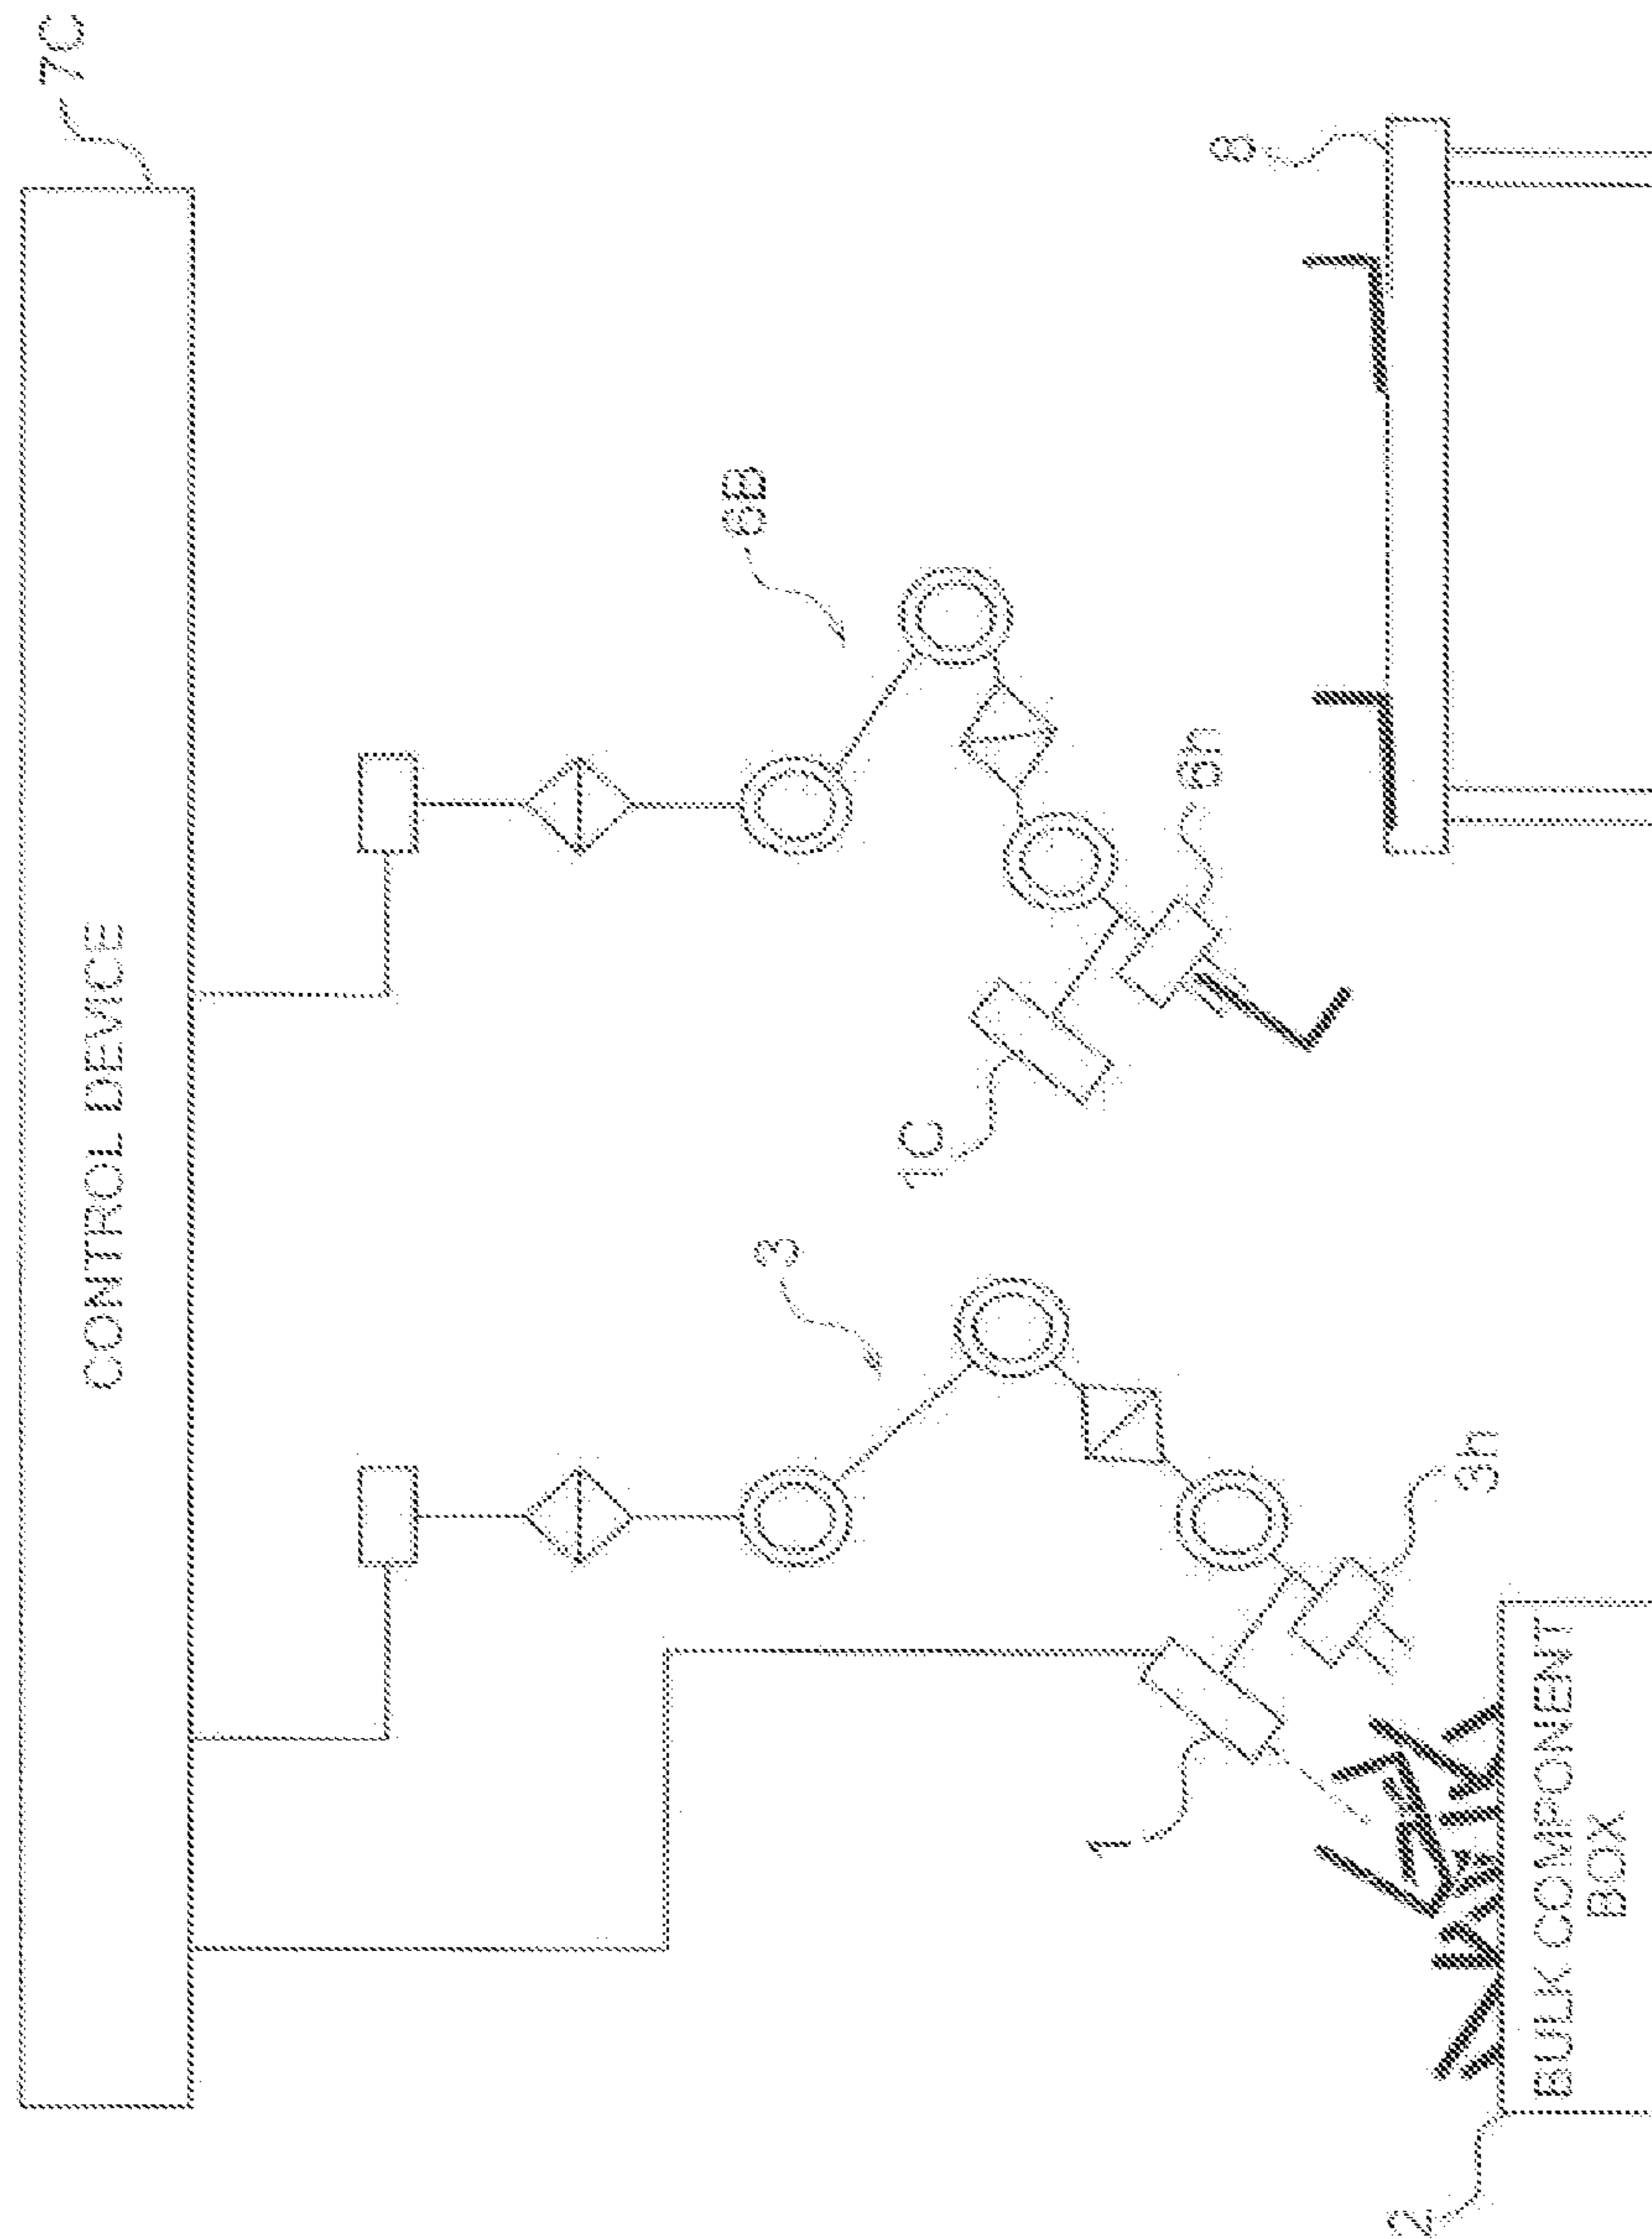 7C
CONTROL DEVICE
6B
8
3
1C
6h
1
3h
2
BULK COMPONENT
BOX